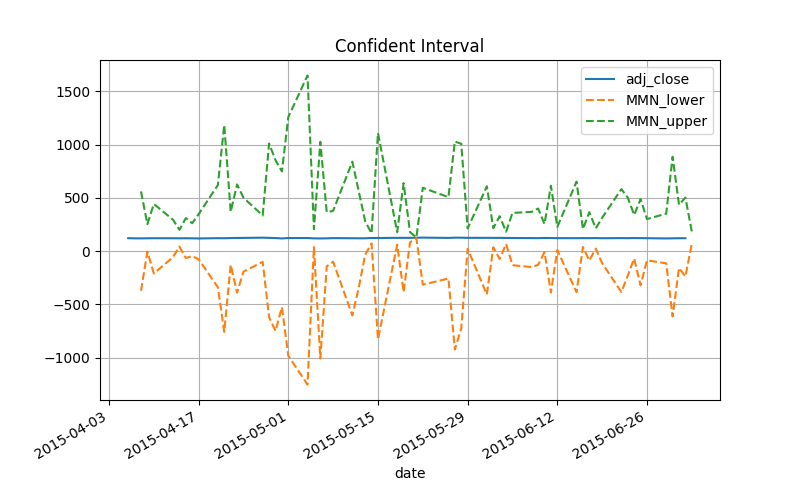 Confident Interval
adj_close
MMN_lower
MMN_upper
1500
1000
500
0
−500
−1000
2015-04-03
2015-04-17
2015-05-01
2015-05-15
2015-05-29
2015-06-12
2015-06-26
date